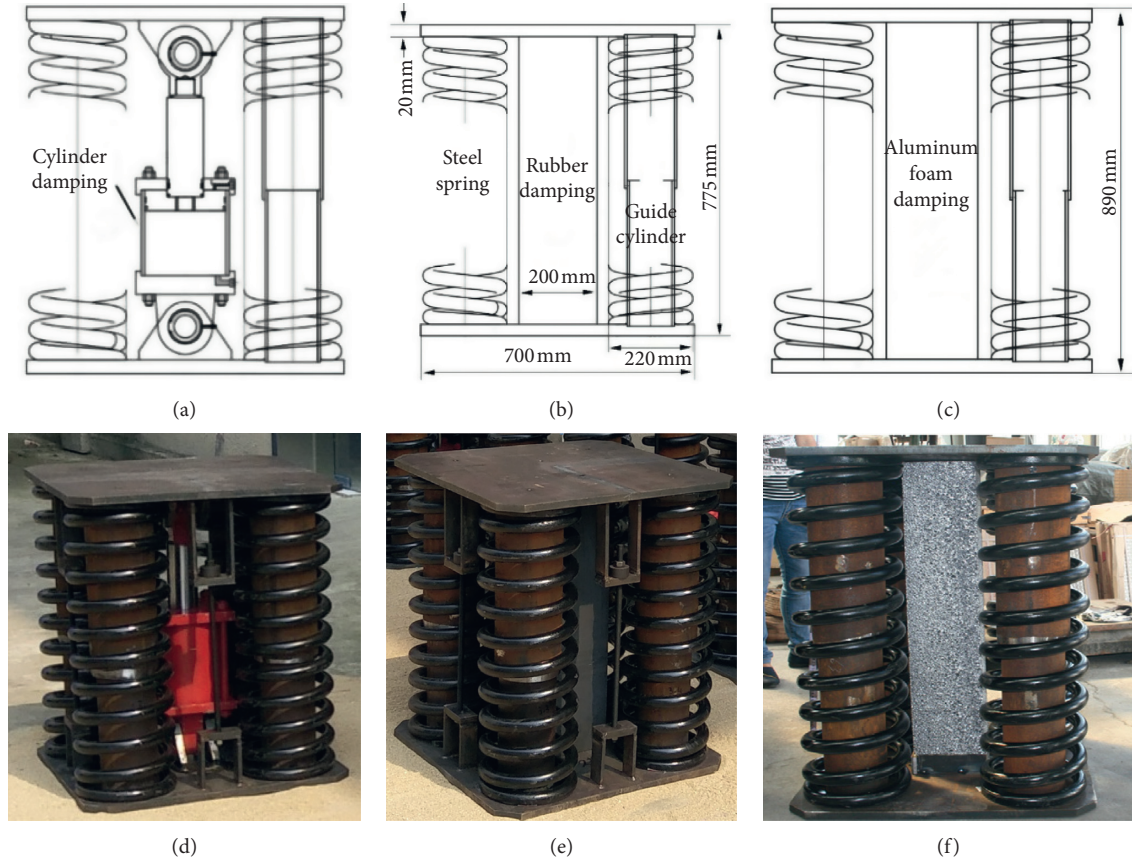 Cylinder
damping
(a)
20 mm
Steel
spring
Rubber
damping
Guide
cylinder
200 mm
220 mm
700 mm
775 mm
(b)
Aluminum
foam
damping
890 mm
(c)
(d)
(e)
(f)